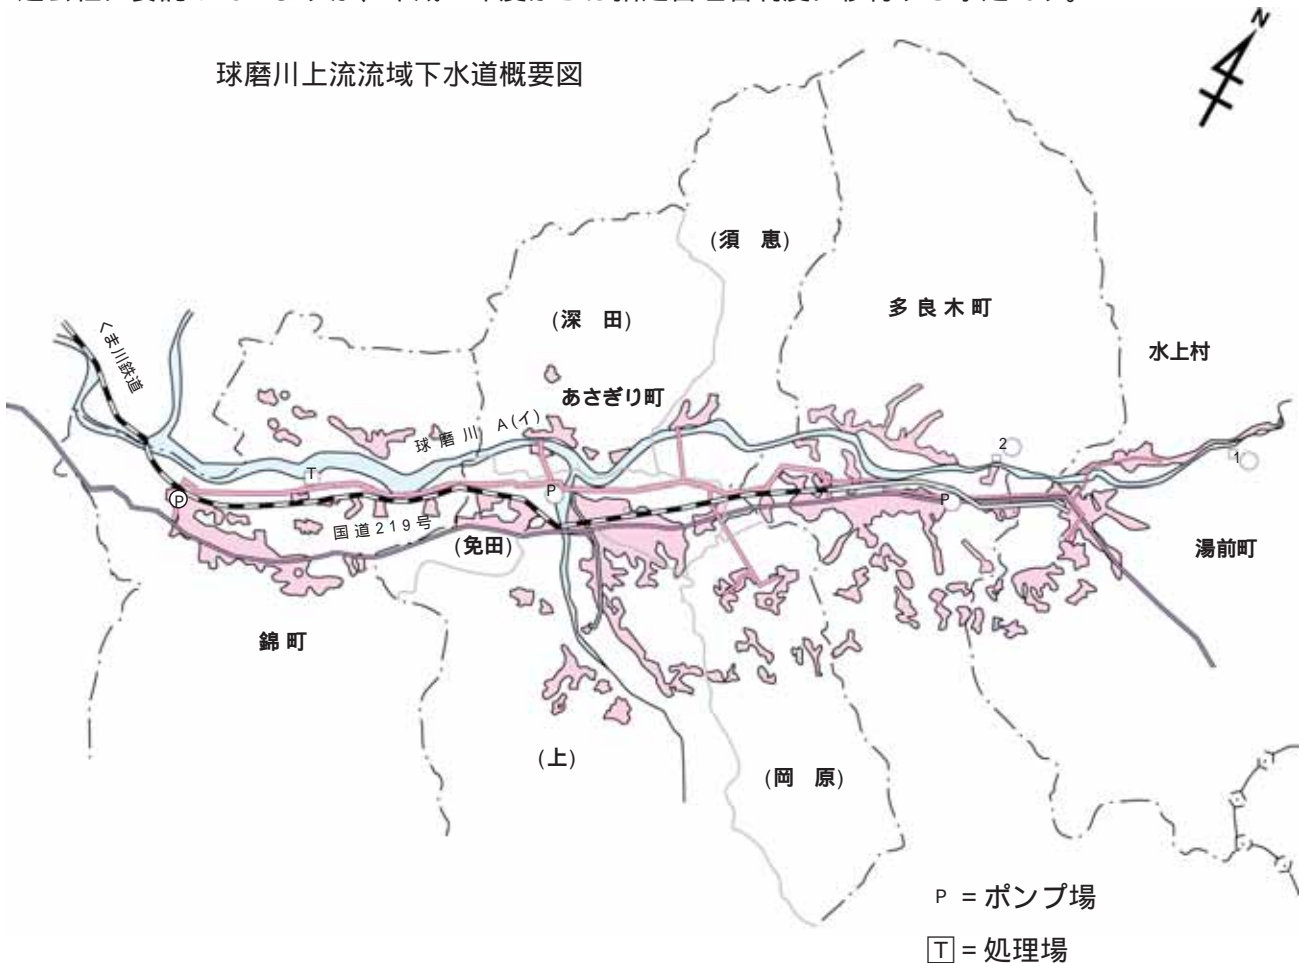 球磨川上流流域下水道概要図
N
(須 恵)
(深 田)
多良木町
水上村
くま川鉄道
あさぎり町
球磨川 A(イ)
2
1
T
P
P
P
国道219号
(免田)
湯前町
錦町
(上)
(岡 原)
P = ポンプ場
T = 処理場